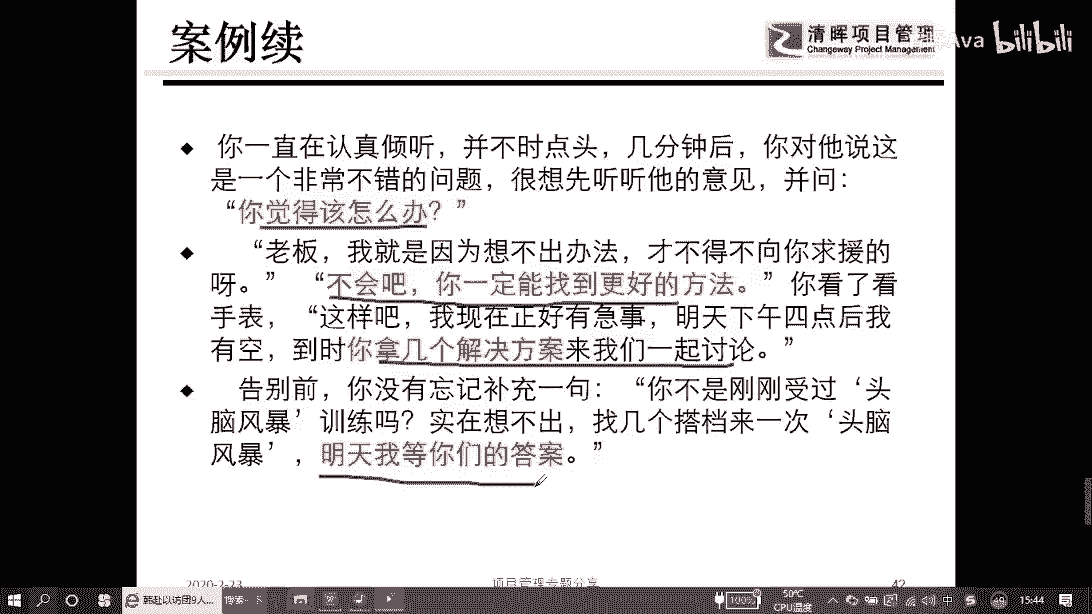 案例续
清晖项目管理
Changeway Project Management
Ava bilibili
◆ 你一直在认真倾听，并不时点头，几分钟后，你对他说这
是一个非常不错的问题，很想先听听他的意见，并问：
“你觉得该怎么办？”
◆ “老板，我就是因为想不出办法，才不得不向你求援的
呀。” “不会吧，你一定能找到更好的方法。” 你看了看
手表，“这样吧，我现在正好有急事，明天下午四点后我
有空，到时你拿几个解决方案来我们一起讨论。”
◆ 告别前，你没有忘记补充一句：“你不是刚刚受过‘头
脑风暴’训练吗？实在想不出，找几个搭档来一次‘头脑
风暴’，明天我等你们的答案。”
2020-2-23
项目管理专题分享
42
韩赴以访团9人...
搜索
100%
50℃
CPU温度
中
15:44